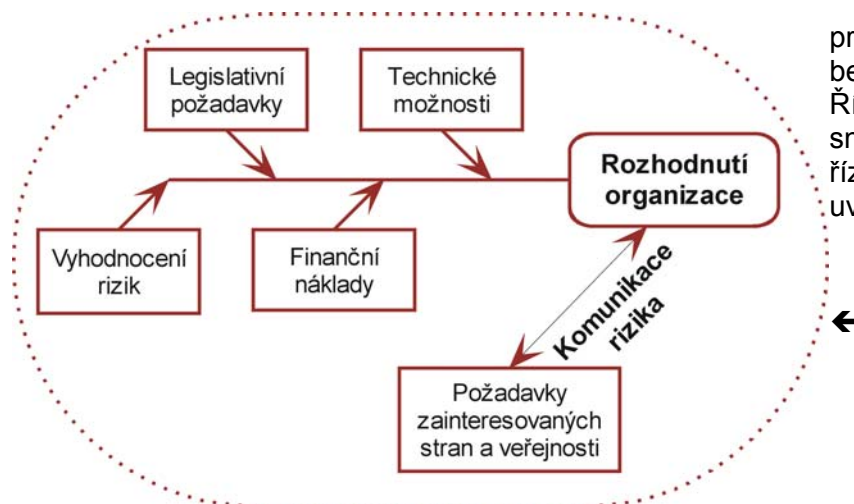 Legislativní
požadavky
Technické
možnosti
Rozhodnutí
organizace
Vyhodnocení
rizik
Finanční
náklady
Komunikace
rizika
Požadavky
zainteresovaných
stran a veřejnosti